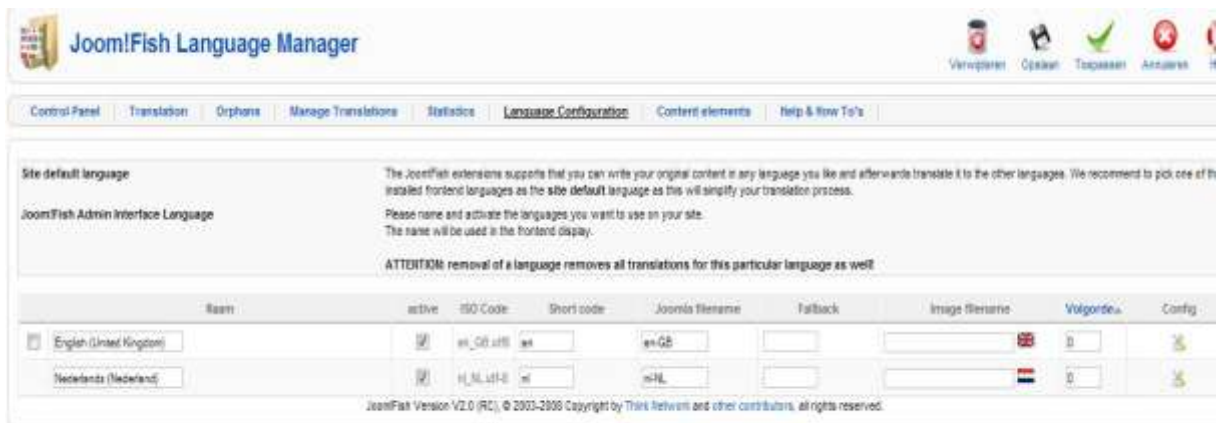 Joom!Fish Language Manager
Verwijderen Opslaan Toepassen Annuleren
Control Panel Translation Orphans Manage Translations Statistics Language Configuration Content elements Help & How To's
Site default language
The Joom!Fish extensions supports that you can write your original content in any language you like and afterwards translate it to the other languages. We recommend to pick one of th
installed frontend languages as the site default language as this will simplify your translation process.
Joom!Fish Admin Interface Language
Please name and activate the languages you want to use on your site.
The name will be used in the frontend display.
ATTENTION: removal of a language removes all translations for this particular language as well!
Naam active ISO Code Short code Joomla filename Fallback Image filename Volgorde Config
English (United Kingdom) en_GB.utf8 en en-GB 0
Nederlands (Nederland) nl_NL.utf-8 nl nl-NL 0
JoomFish Version V2.0 (RC), © 2003-2008 Copyright by Think Network and other contributors, all rights reserved.